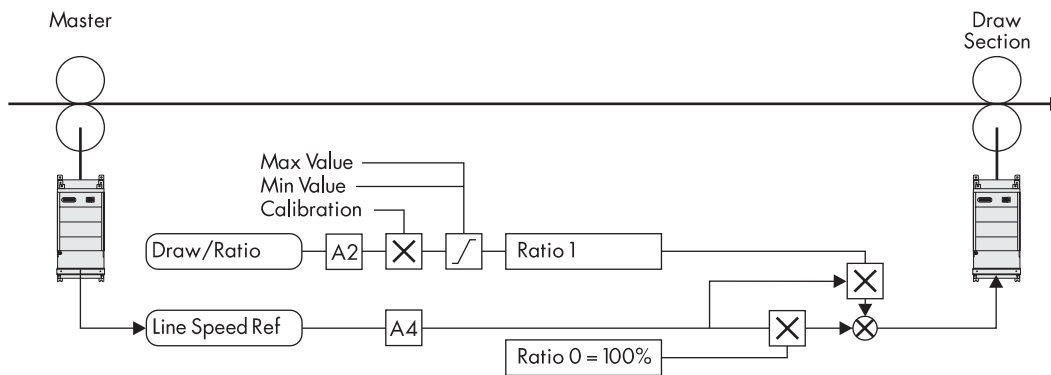 Master
Draw
Section
Max Value
Min Value
Calibration
Draw/Ratio
A2
Ratio 1
Line Speed Ref
A4
Ratio 0 = 100%